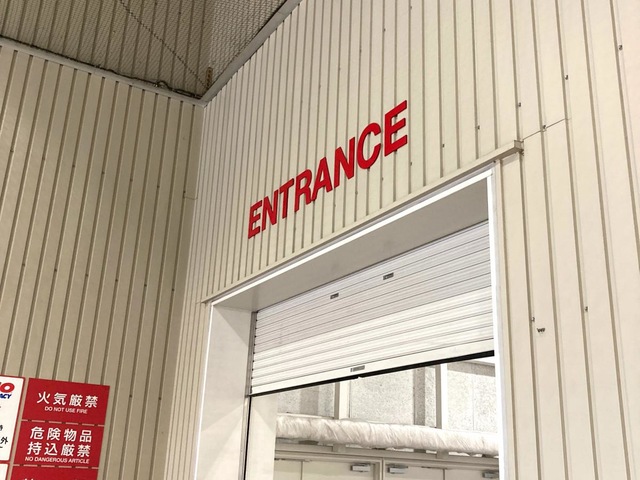 ENTRANCE
火気厳禁
DO NOT USE FIRE
危険物品
持込厳禁
NO DANGEROUS ARTICLE